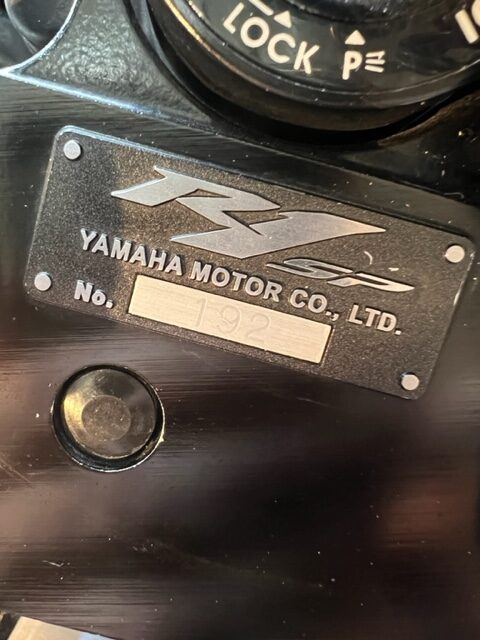 LOCK P
R1 SP
YAMAHA MOTOR CO., LTD.
No. 192